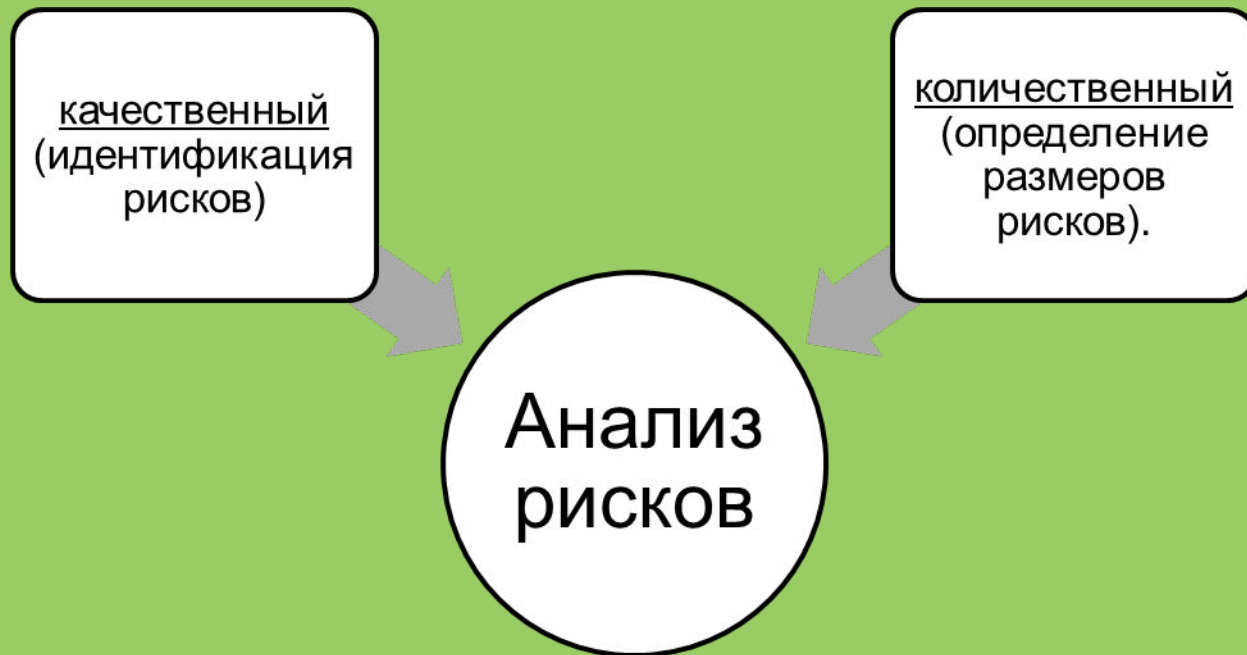 качественный
(идентификация
рисков)
количественный
(определение
размеров
рисков).
Анализ
рисков